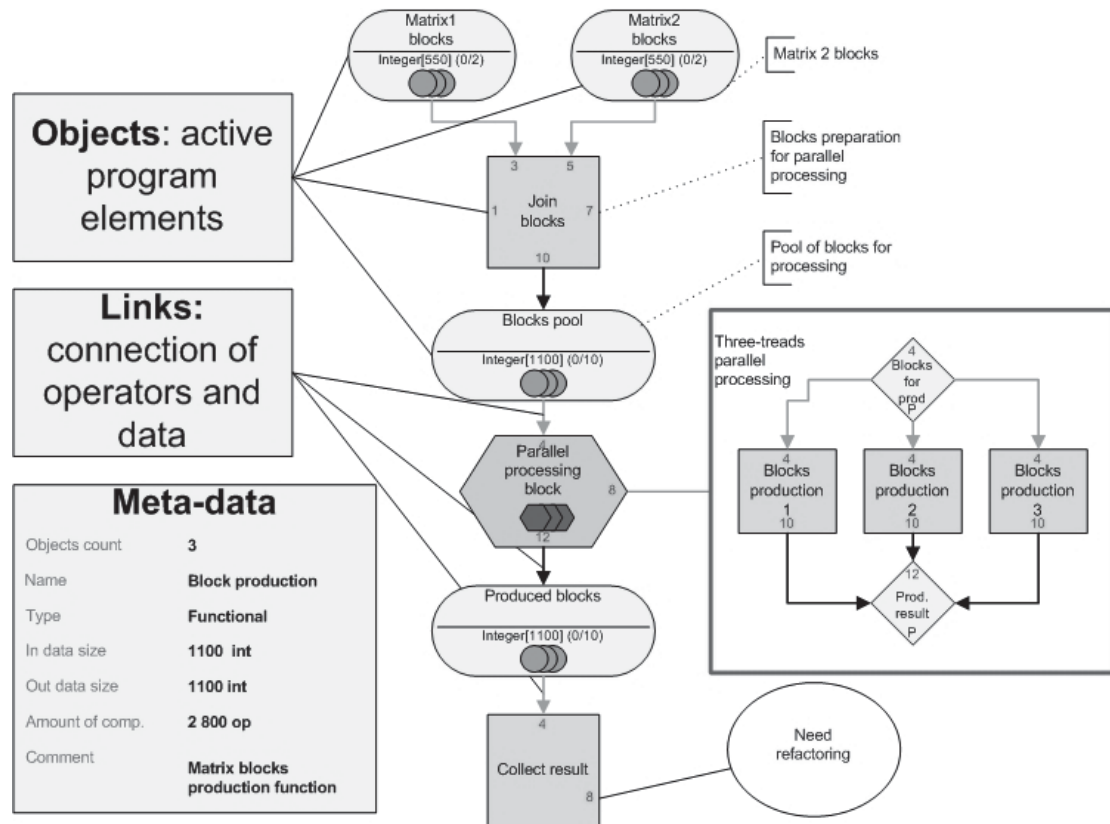 Matrix1
blocks
Integer[550] (0/2)
Matrix2
blocks
Integer[550] (0/2)
Matrix 2 blocks
Objects: active
program
elements
Blocks preparation
for parallel
processing
3
5
1
Join
blocks
7
10
Pool of blocks for
processing
Links:
connection of
operators and
data
Blocks pool
Integer[1100] (0/10)
4
Parallel
processing
block
8
12
Three-treads
parallel
processing
4
Blocks
for
prod
P
4
Blocks
production
1
10
4
Blocks
production
2
10
4
Blocks
production
3
10
12
Prod.
result
P
Meta-data
Objects count 3
Name Block production
Type Functional
In data size 1100 int
Out data size 1100 int
Amount of comp. 2 800 op
Comment Matrix blocks
production function
Produced blocks
Integer[1100] (0/10)
4
Collect result
8
Need
refactoring